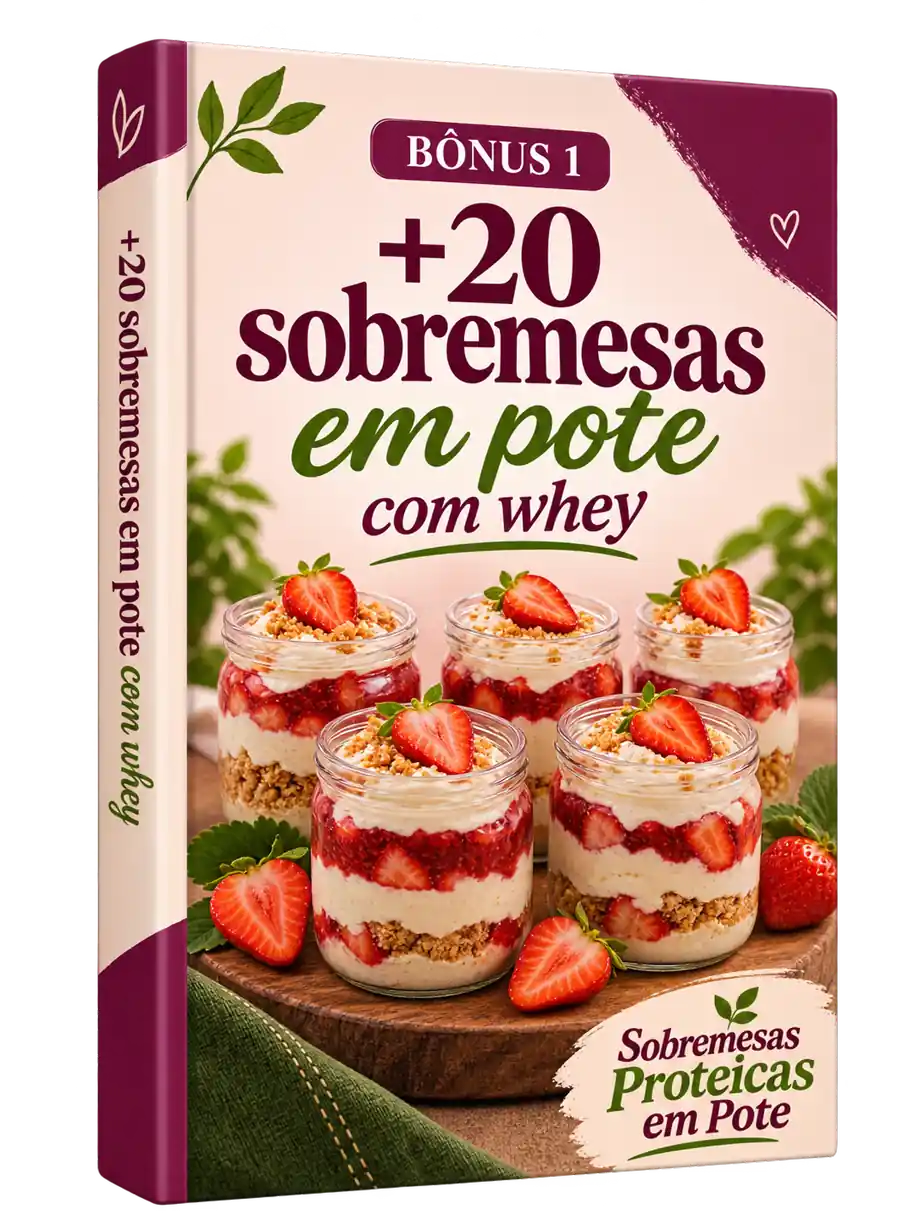 BÔNUS 1
+20
sobremesas
em pote
com whey
+20 sobremesas em pote com whey
Sobremesas
Proteicas
em Pote